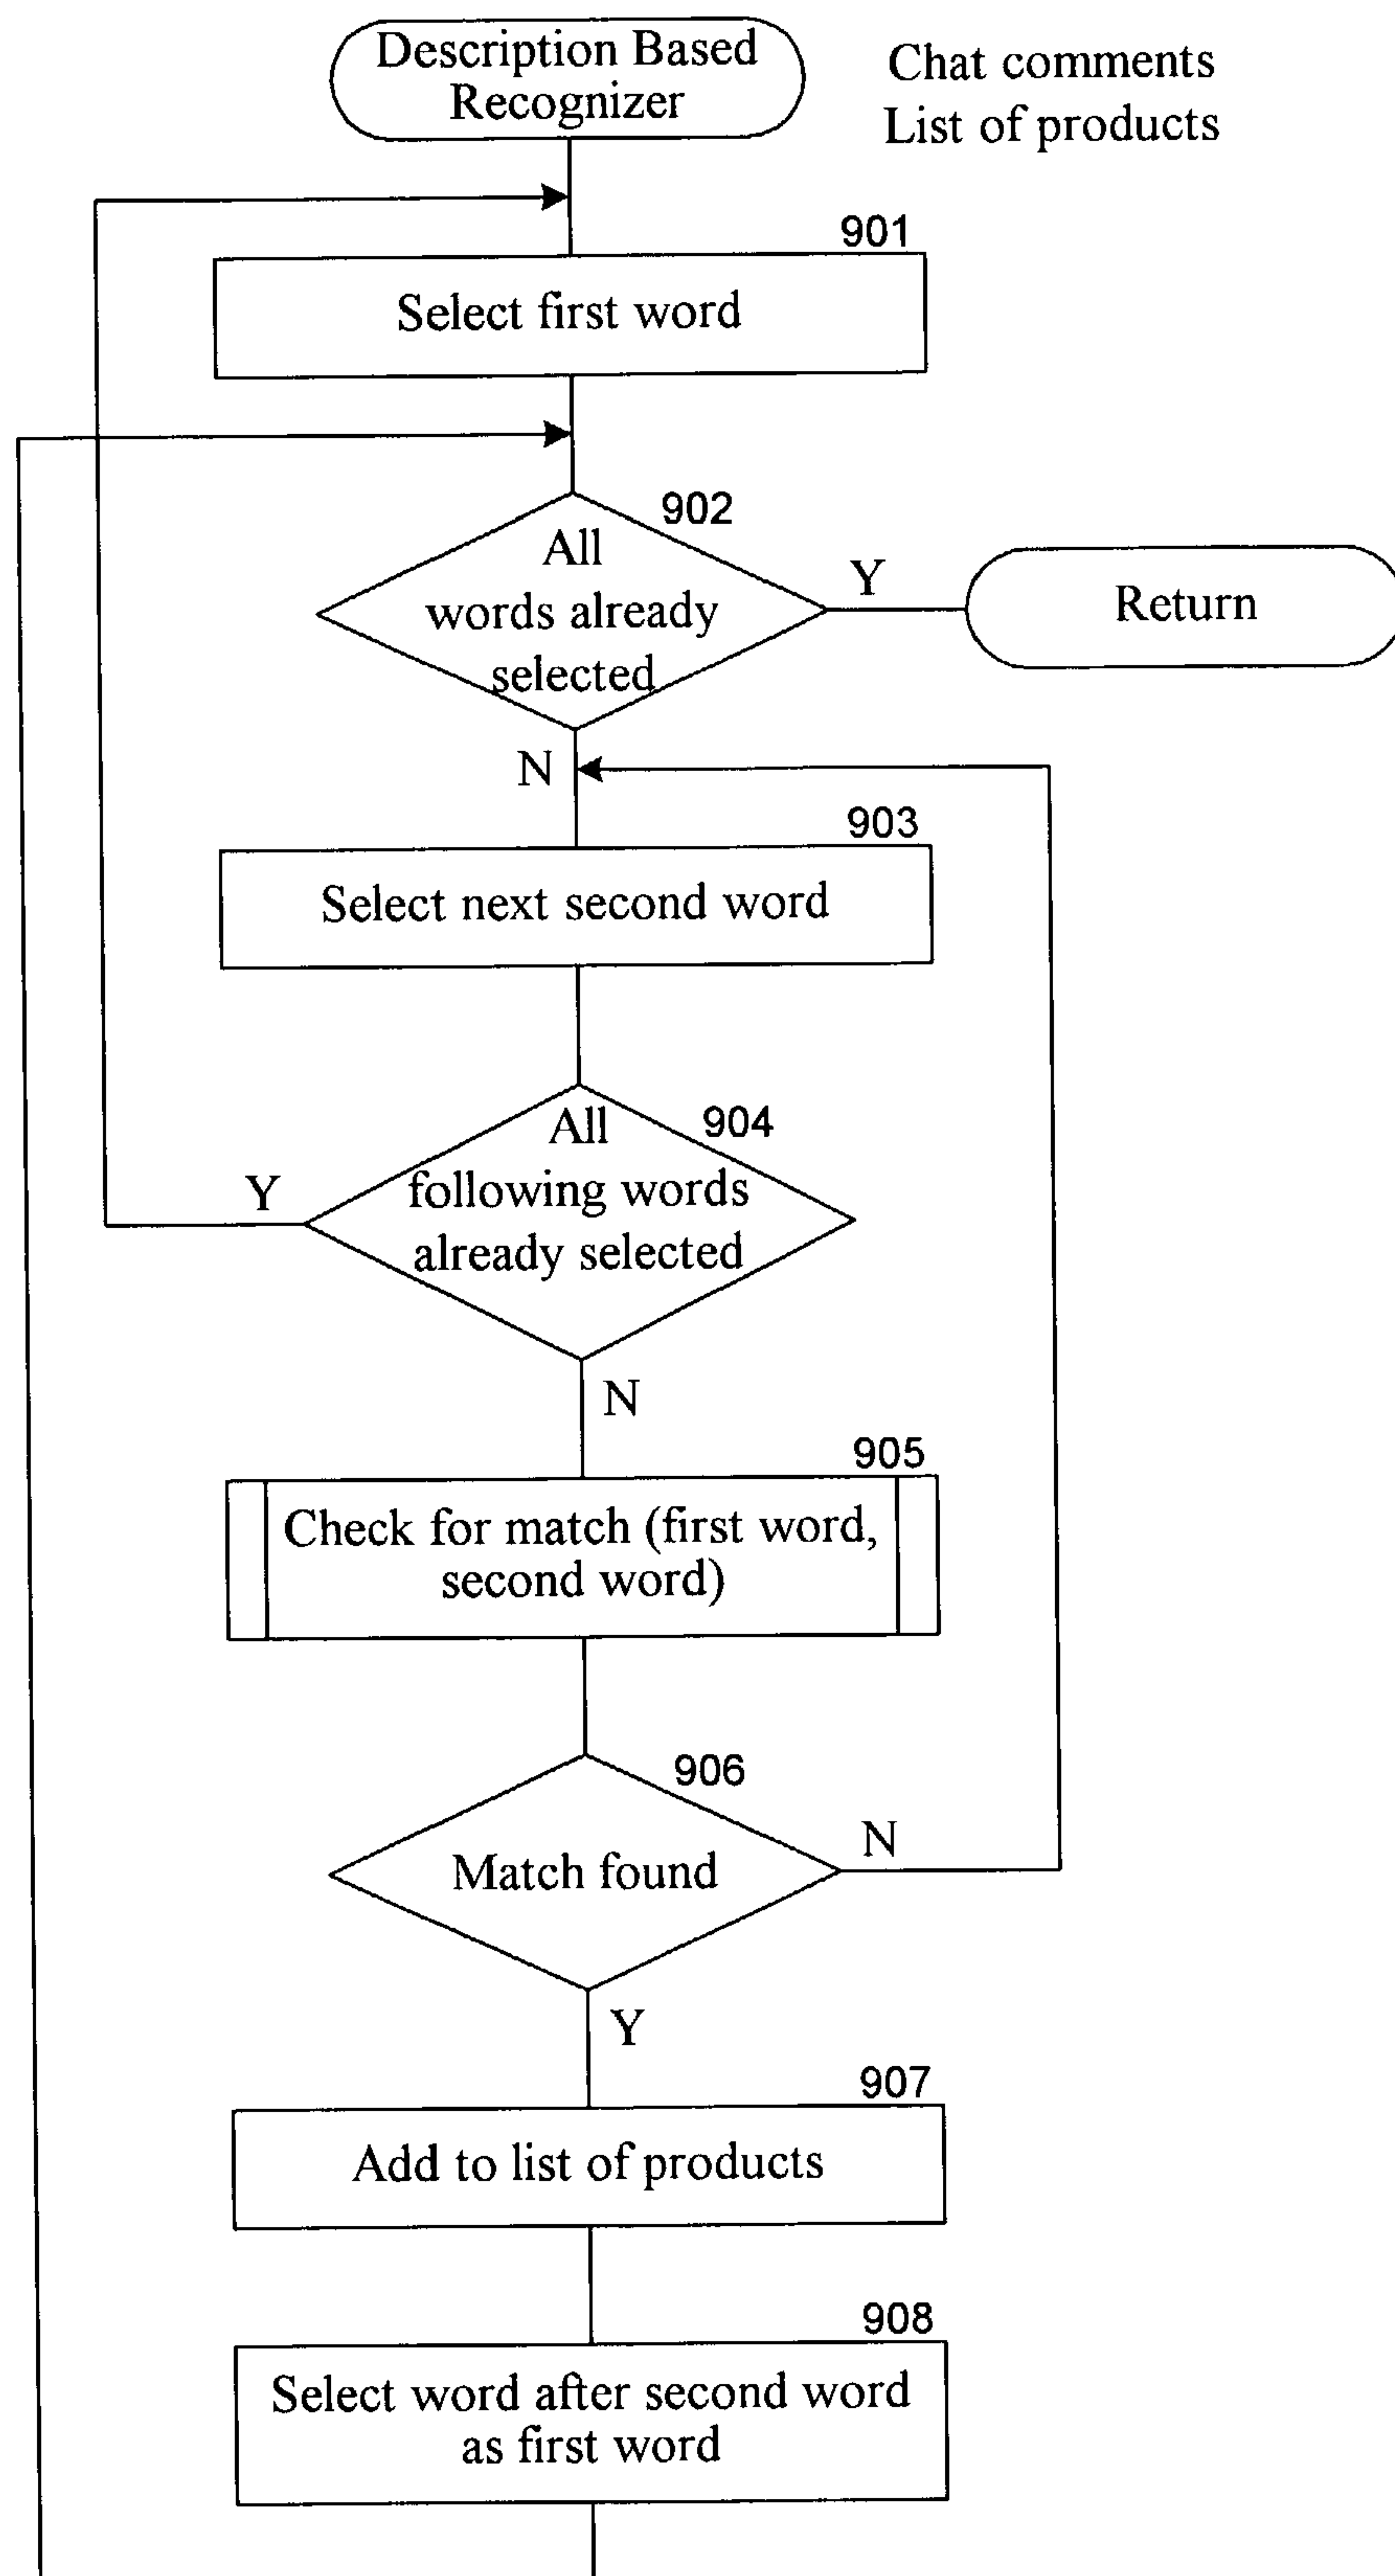 Description Based
Recognizer
Chat comments
List of products
901
Select first word
902
All
words already
selected
Y
Return
N
903
Select next second word
904
All
following words
already selected
Y
N
905
Check for match (first word,
second word)
906
Match found
N
Y
907
Add to list of products
908
Select word after second word
as first word